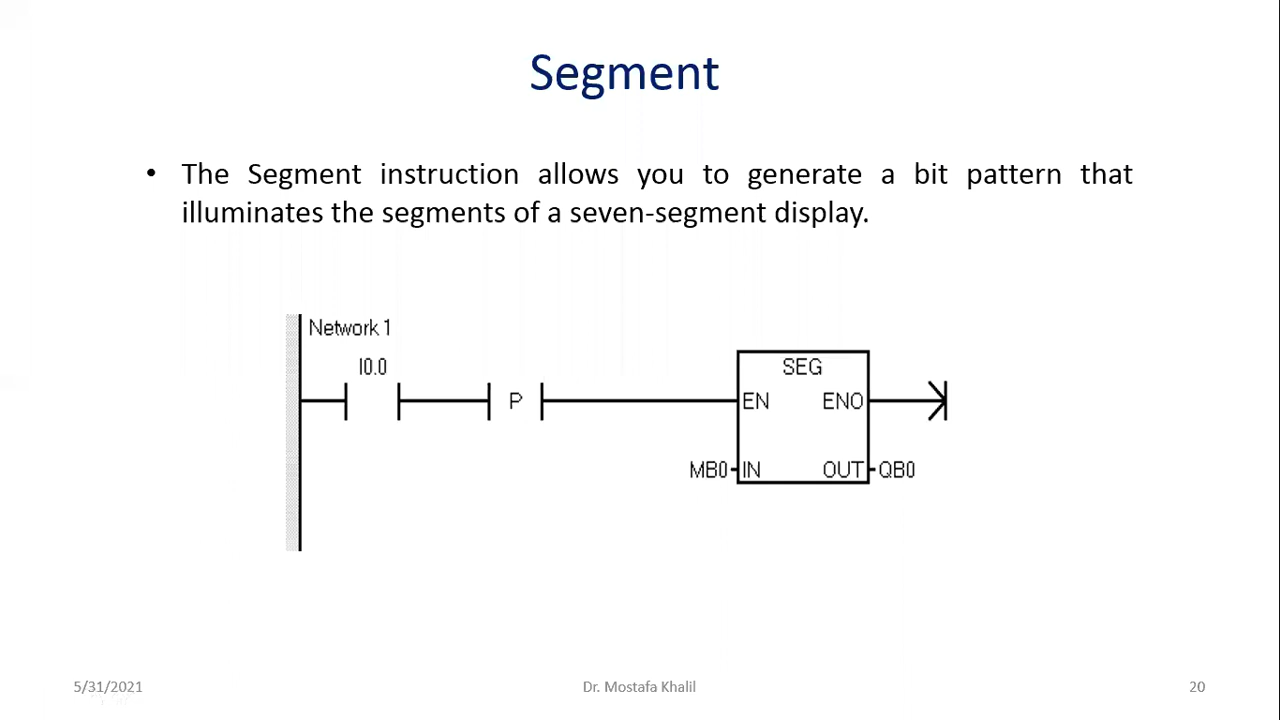 Segment
• The Segment instruction allows you to generate a bit pattern that
illuminates the segments of a seven-segment display.
Network 1
I0.0
P
SEG
EN ENO
MB0 IN OUT QB0
5/31/2021 Dr. Mostafa Khalil 20